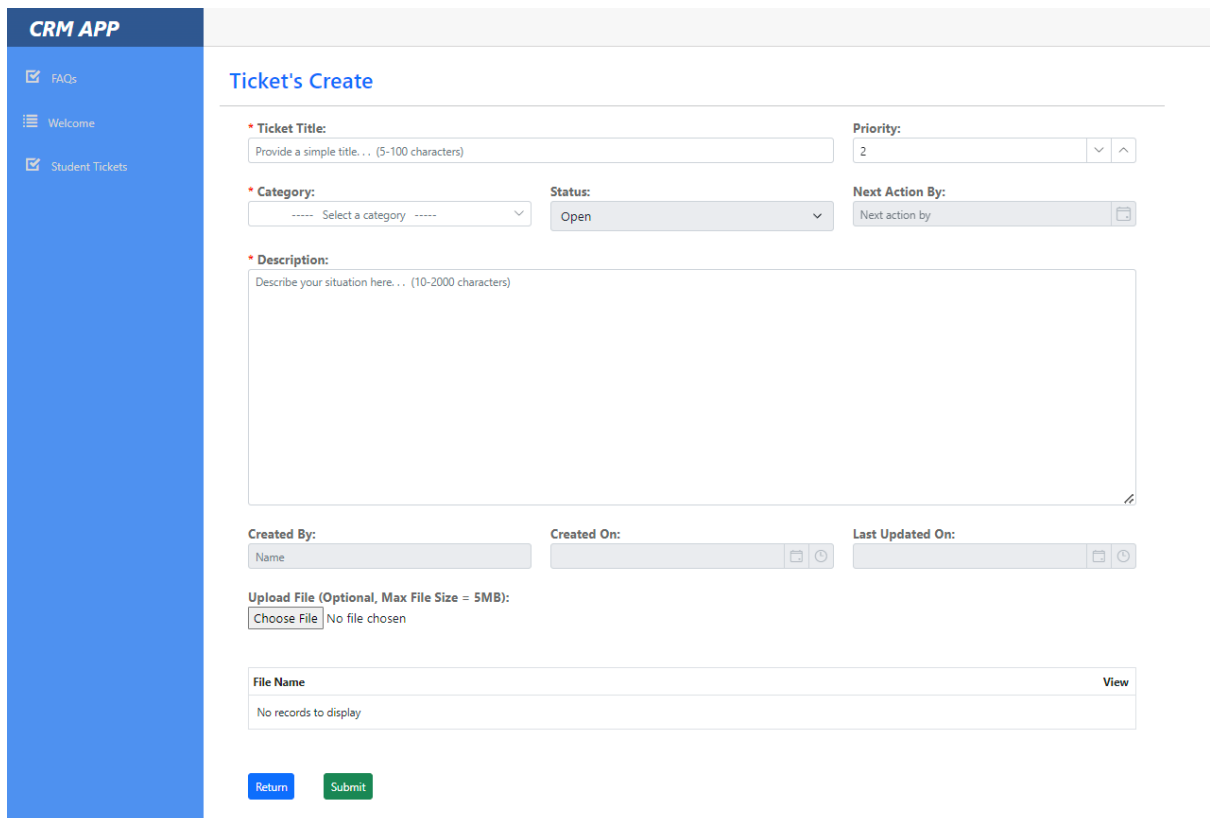 CRM APP
FAQs
Welcome
Student Tickets
Ticket's Create
* Ticket Title:
Priority:
Provide a simple title. . . (5-100 characters)
2
* Category:
Status:
Next Action By:
----- Select a category -----
Open
Next action by
* Description:
Describe your situation here. . . (10-2000 characters)
Created By:
Created On:
Last Updated On:
Name
Upload File (Optional, Max File Size = 5MB):
Choose File No file chosen
File Name
View
No records to display
Return
Submit